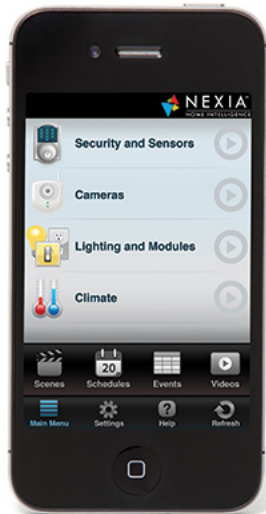 NEXIA
HOME INTELLIGENCE
Security and Sensors
Cameras
Lighting and Modules
Climate
20
Scenes
Schedules
Events
Videos
Main Menu
Settings
Help
Refresh